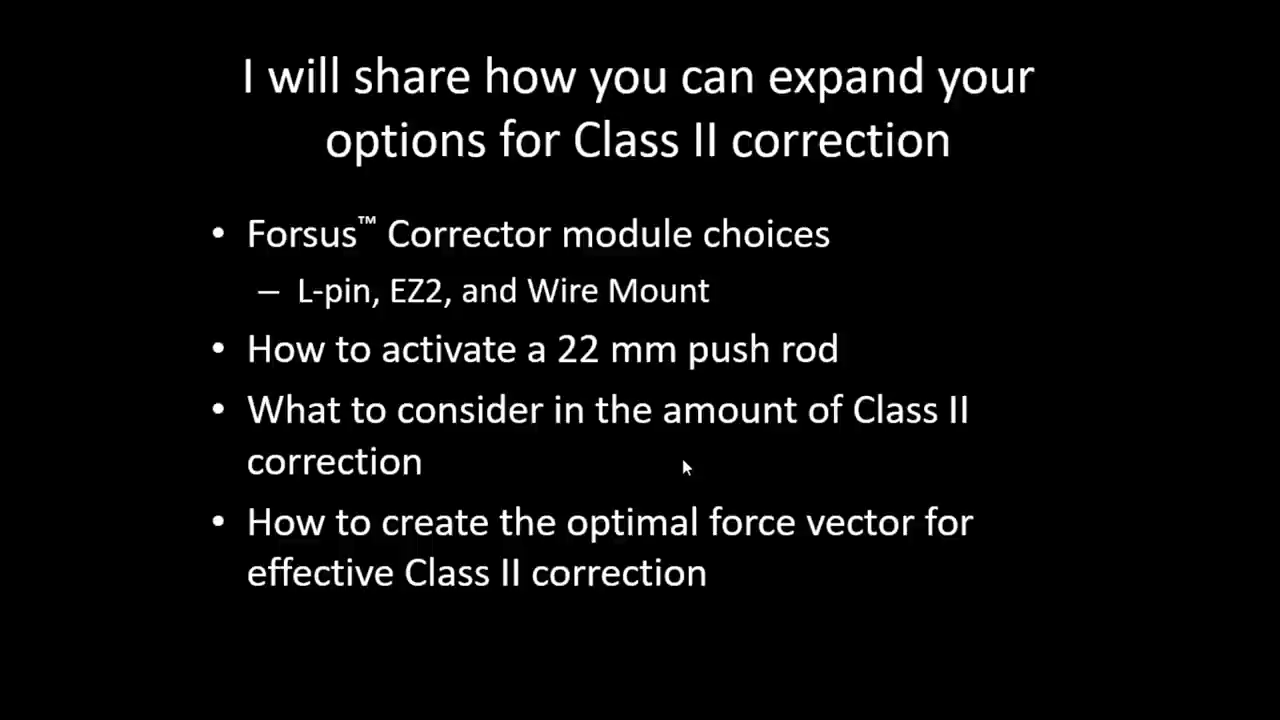 I will share how you can expand your
options for Class II correction
• Forsus™ Corrector module choices
– L-pin, EZ2, and Wire Mount
• How to activate a 22 mm push rod
• What to consider in the amount of Class II
correction
• How to create the optimal force vector for
effective Class II correction